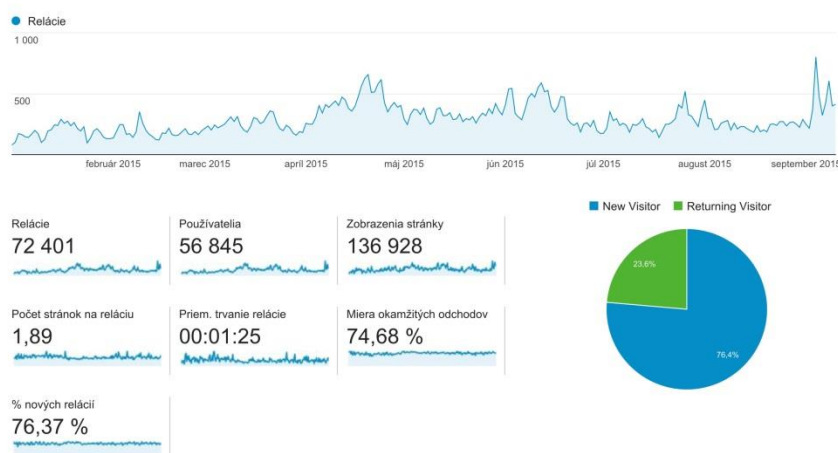 Relácie
1 000
500
február 2015
marec 2015
apríl 2015
máj 2015
jún 2015
júl 2015
august 2015
september 2015
Relácie
72 401
Používatelia
56 845
Zobrazenia stránky
136 928
Počet stránok na reláciu
1,89
Priem. trvanie relácie
00:01:25
Miera okamžitých odchodov
74,68 %
% nových relácií
76,37 %
New Visitor
Returning Visitor
23,6%
76,4%